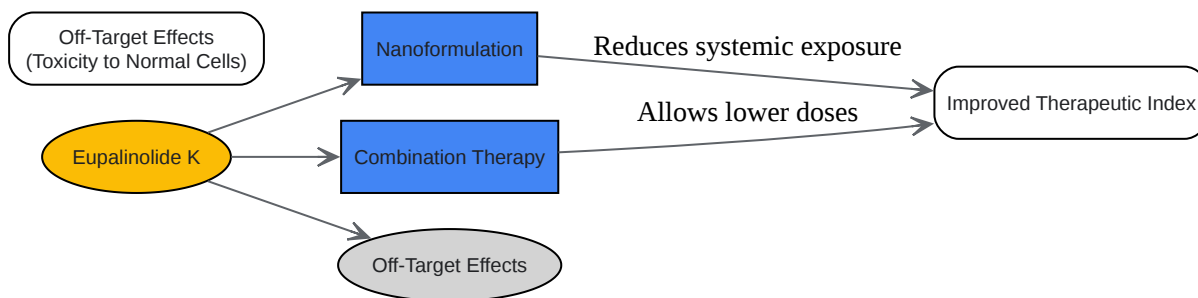 Off-Target Effects
(Toxicity to Normal Cells)
Nanoformulation
Reduces systemic exposure
Improved Therapeutic Index
Allows lower doses
Eupalinolide K
Combination Therapy
Off-Target Effects